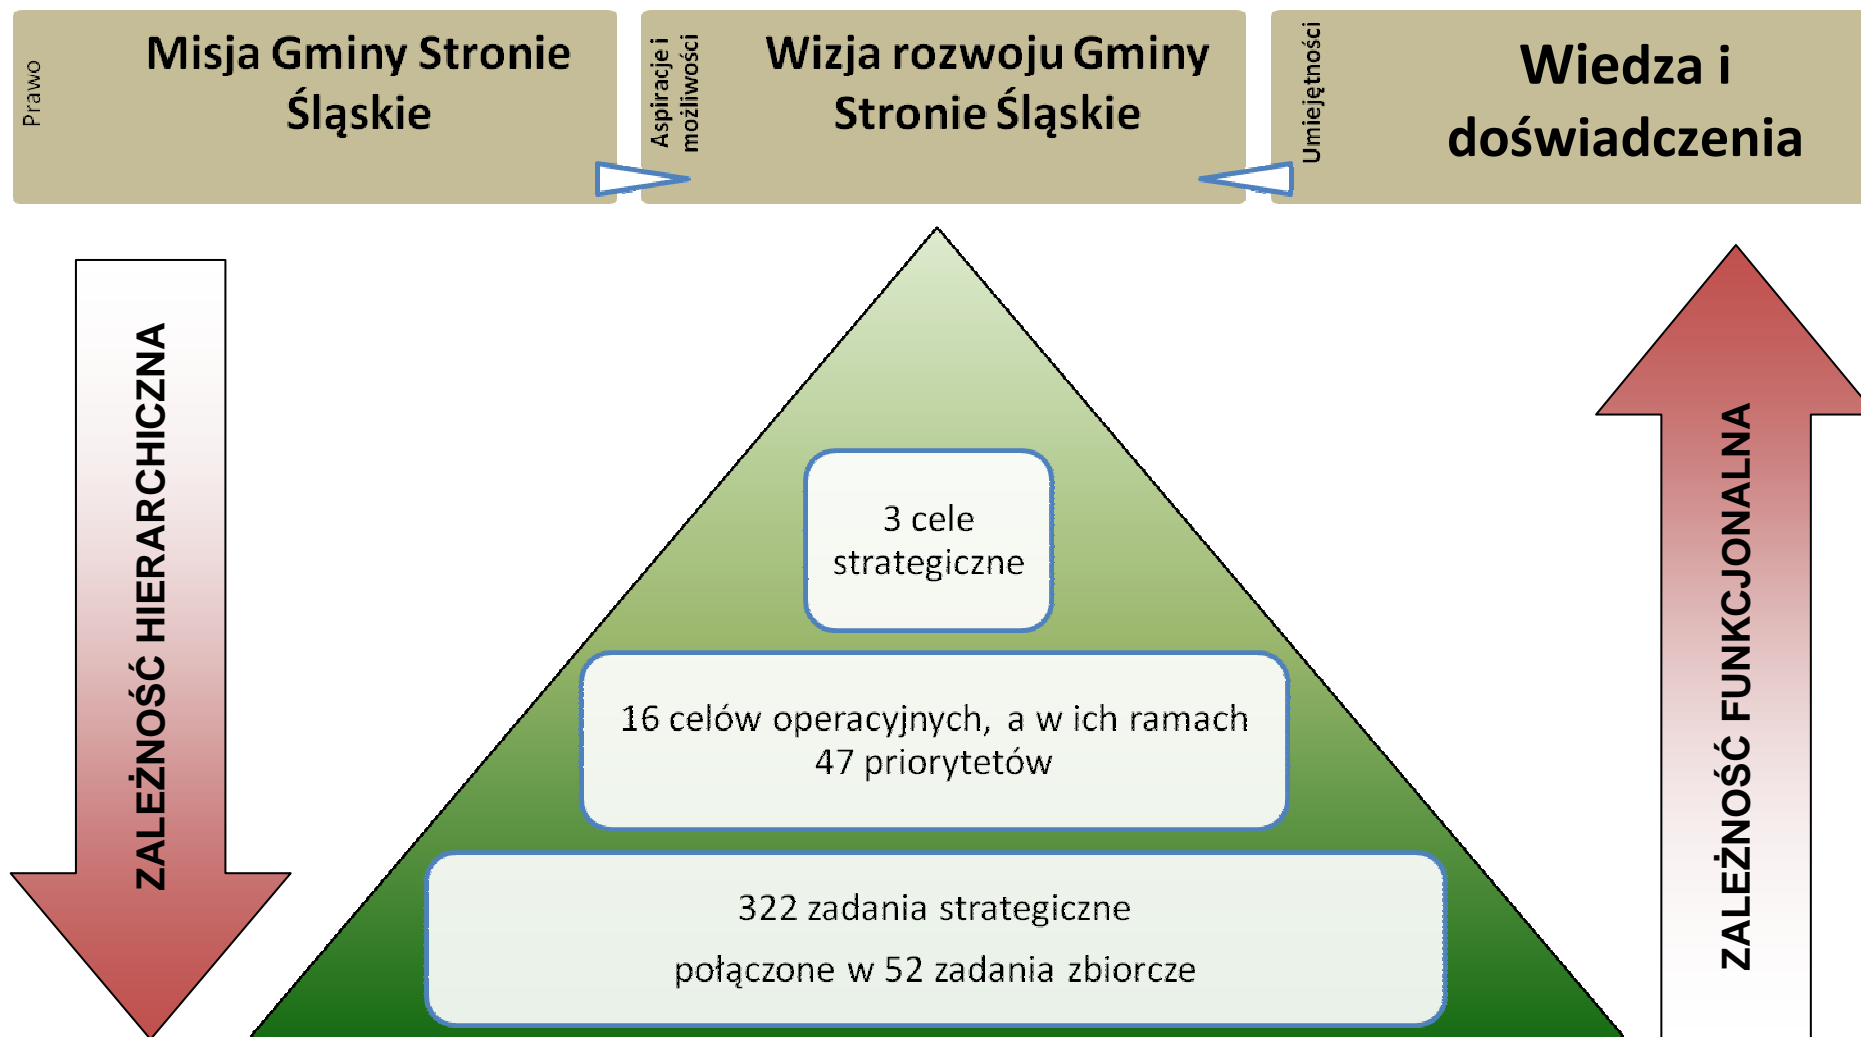 Prawo
Misja Gminy Stronie
Śląskie
Aspiracje i
możliwości
Wizja rozwoju Gminy
Stronie Śląskie
Umiejętności
Wiedza i
doświadczenia
ZALEŻNOŚĆ HIERARCHICZNA
3 cele
strategiczne
16 celów operacyjnych, a w ich ramach
47 priorytetów
322 zadania strategiczne
połączone w 52 zadania zbiorcze
ZALEŻNOŚĆ FUNKCJONALNA